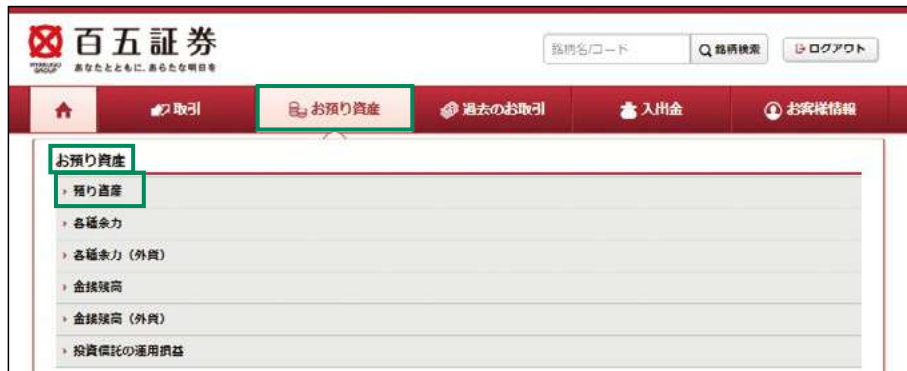 百五証券
HYAKUGO GROUP
あなたとともに、あらたな明日を
銘柄名/コード
銘柄検索
ログアウト
取引
お預り資産
過去のお取引
入出金
お客様情報
お預り資産
預り資産
各種余力
各種余力（外貨）
金銭残高
金銭残高（外貨）
投資信託の運用損益